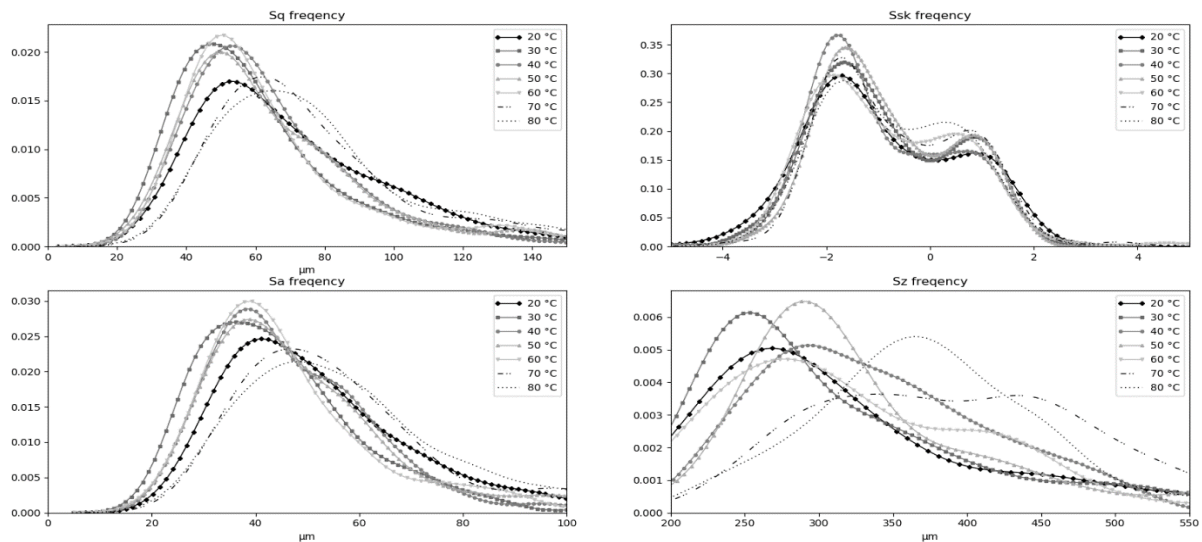 Sq freqency
0.020
0.015
0.010
0.005
0.000
0 20 40 60 80 100 120 140
µm
20 °C
30 °C
40 °C
50 °C
60 °C
70 °C
80 °C
Ssk freqency
0.35
0.30
0.25
0.20
0.15
0.10
0.05
0.00
−4 −2 0 2 4
20 °C
30 °C
40 °C
50 °C
60 °C
70 °C
80 °C
Sa freqency
0.030
0.025
0.020
0.015
0.010
0.005
0.000
0 20 40 60 80 100
µm
20 °C
30 °C
40 °C
50 °C
60 °C
70 °C
80 °C
Sz freqency
0.006
0.005
0.004
0.003
0.002
0.001
0.000
200 250 300 350 400 450 500 550
µm
20 °C
30 °C
40 °C
50 °C
60 °C
70 °C
80 °C